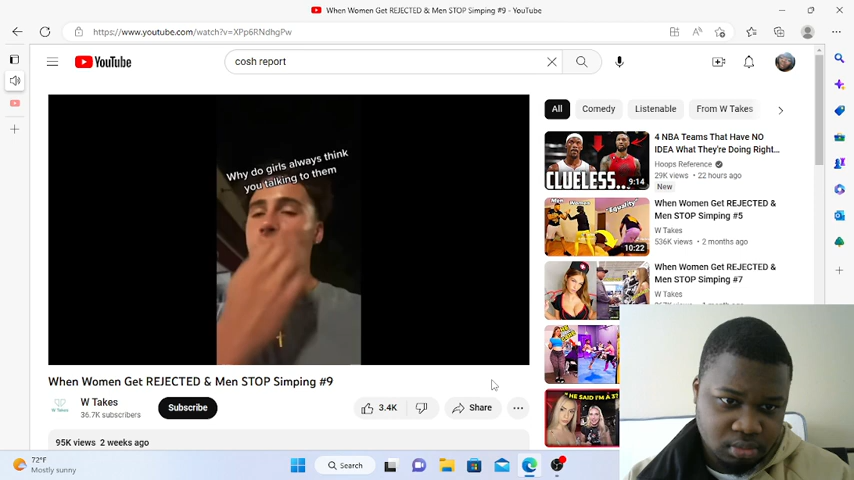 When Women Get REJECTED & Men STOP Simping #9 - YouTube
https://www.youtube.com/watch?v=XPp6RNdhgPw
YouTube
cosh report
Why do girls always think
you talking to them
All
Comedy
Listenable
From W Takes
CLUELESS...
9:14
4 NBA Teams That Have NO
IDEA What They're Doing Right...
Hoops Reference
29K views • 22 hours ago
New
Men
"Equality"
10:22
When Women Get REJECTED &
Men STOP Simping #5
W Takes
536K views • 2 months ago
When Women Get REJECTED &
Men STOP Simping #7
W Takes
"HE SAID I'M A 3"
When Women Get REJECTED & Men STOP Simping #9
W Takes
36.7K subscribers
Subscribe
3.4K
Share
95K views 2 weeks ago
72°F
Mostly sunny
Search